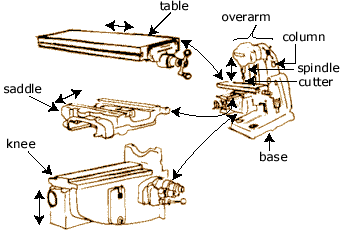 table
overarm
column
spindle
cutter
saddle
knee
base